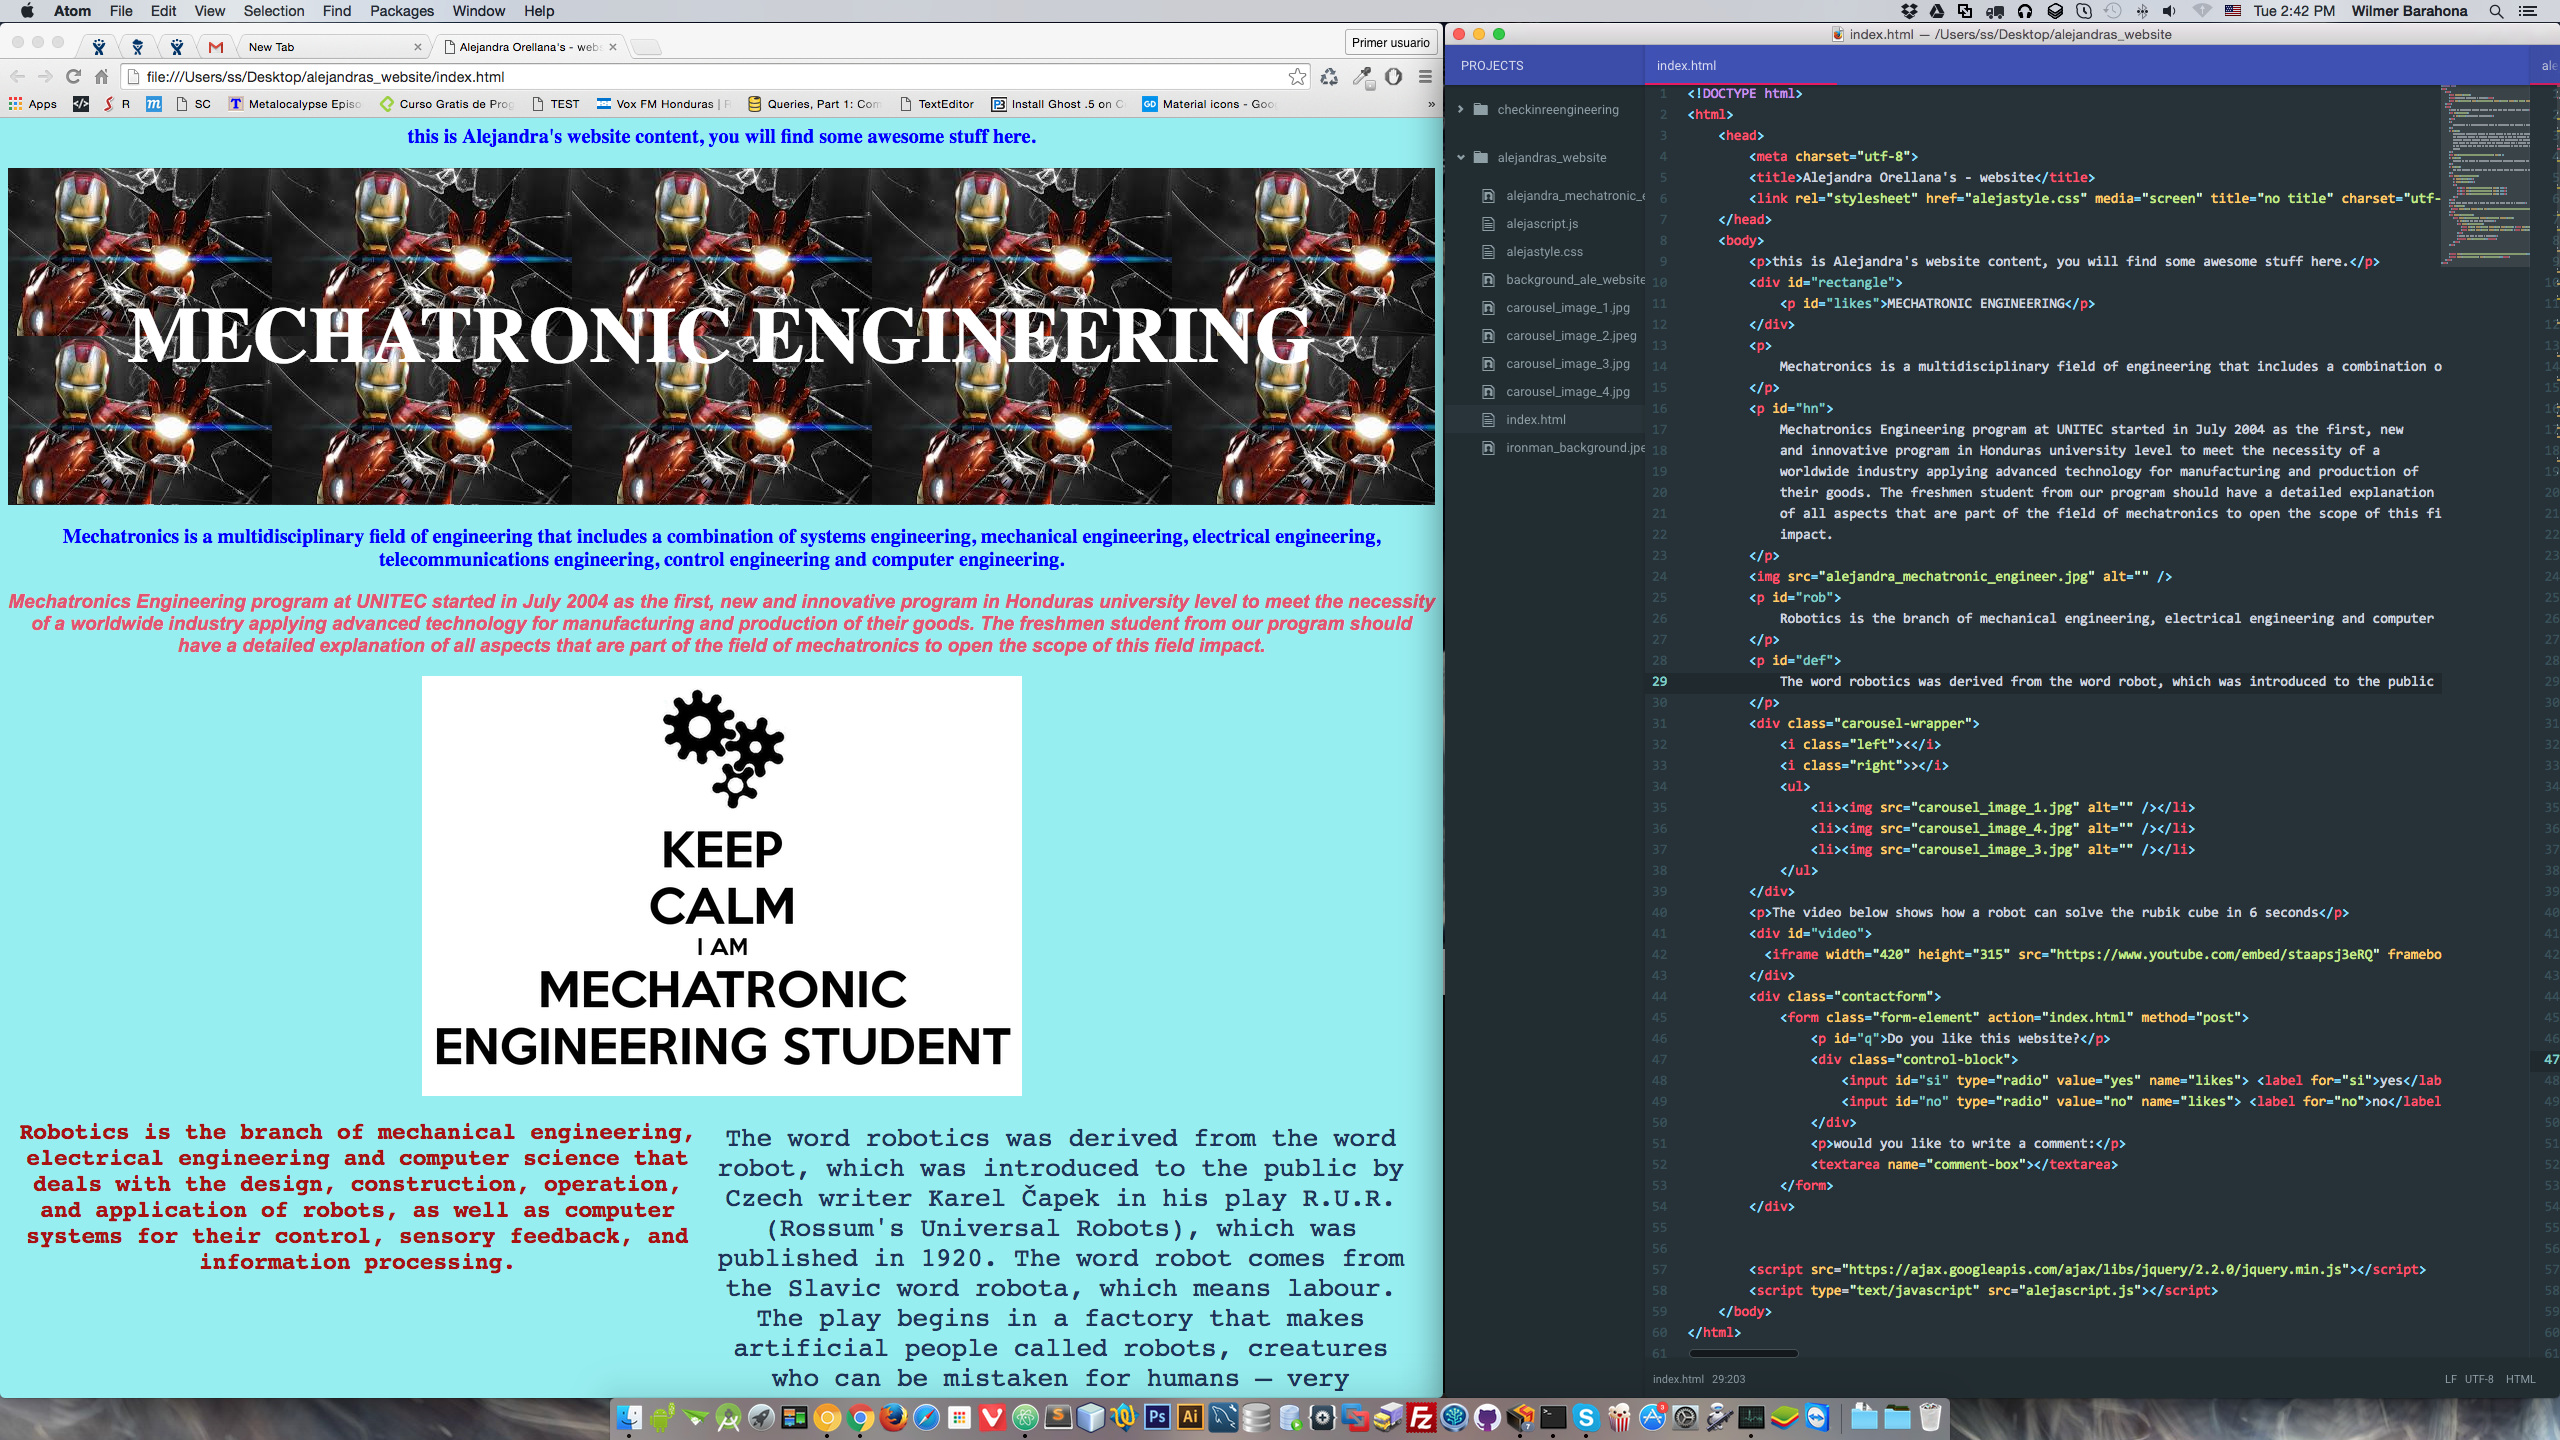 Atom File Edit View Selection Find Packages Window Help
Tue 2:42 PM Wilmer Barahona
New Tab
Alejandra Orellana's - web
Primer usuario
file:///Users/ss/Desktop/alejandras_website/index.html
Apps R m SC T Metalocalypse Episo Curso Gratis de Prog TEST Vox FM Honduras | Queries, Part 1: Com TextEditor Install Ghost .5 on C GD Material icons - Goo »
this is Alejandra's website content, you will find some awesome stuff here.
MECHATRONIC ENGINEERING
Mechatronics is a multidisciplinary field of engineering that includes a combination of systems engineering, mechanical engineering, electrical engineering,
telecommunications engineering, control engineering and computer engineering.
Mechatronics Engineering program at UNITEC started in July 2004 as the first, new and innovative program in Honduras university level to meet the necessity
of a worldwide industry applying advanced technology for manufacturing and production of their goods. The freshmen student from our program should
have a detailed explanation of all aspects that are part of the field of mechatronics to open the scope of this field impact.
KEEP
CALM
I AM
MECHATRONIC
ENGINEERING STUDENT
Robotics is the branch of mechanical engineering,
electrical engineering and computer science that
deals with the design, construction, operation,
and application of robots, as well as computer
systems for their control, sensory feedback, and
information processing.
The word robotics was derived from the word
robot, which was introduced to the public by
Czech writer Karel Čapek in his play R.U.R.
(Rossum's Universal Robots), which was
published in 1920. The word robot comes from
the Slavic word robota, which means labour.
The play begins in a factory that makes
artificial people called robots, creatures
who can be mistaken for humans – very
index.html — /Users/ss/Desktop/alejandras_website
PROJECTS
checkinreengineering
alejandras_website
alejandra_mechatronic_e
alejascript.js
alejastyle.css
background_ale_website
carousel_image_1.jpg
carousel_image_2.jpeg
carousel_image_3.jpg
carousel_image_4.jpg
index.html
ironman_background.jpe
index.html
ale
1 <!DOCTYPE html>
2 <html>
3 <head>
4 <meta charset="utf-8">
5 <title>Alejandra Orellana's - website</title>
6 <link rel="stylesheet" href="alejastyle.css" media="screen" title="no title" charset="utf-
7 </head>
8 <body>
9 <p>this is Alejandra's website content, you will find some awesome stuff here.</p>
10 <div id="rectangle">
11 <p id="likes">MECHATRONIC ENGINEERING</p>
12 </div>
13 <p>
14 Mechatronics is a multidisciplinary field of engineering that includes a combination o
15 </p>
16 <p id="hn">
17 Mechatronics Engineering program at UNITEC started in July 2004 as the first, new
18 and innovative program in Honduras university level to meet the necessity of a
19 worldwide industry applying advanced technology for manufacturing and production of
20 their goods. The freshmen student from our program should have a detailed explanation
21 of all aspects that are part of the field of mechatronics to open the scope of this fi
22 impact.
23 </p>
24 <img src="alejandra_mechatronic_engineer.jpg" alt="" />
25 <p id="rob">
26 Robotics is the branch of mechanical engineering, electrical engineering and computer
27 </p>
28 <p id="def">
29 The word robotics was derived from the word robot, which was introduced to the public
30 </p>
31 <div class="carousel-wrapper">
32 <i class="left"><</i>
33 <i class="right">></i>
34 <ul>
35 <li><img src="carousel_image_1.jpg" alt="" /></li>
36 <li><img src="carousel_image_4.jpg" alt="" /></li>
37 <li><img src="carousel_image_3.jpg" alt="" /></li>
38 </ul>
39 </div>
40 <p>The video below shows how a robot can solve the rubik cube in 6 seconds</p>
41 <div id="video">
42 <iframe width="420" height="315" src="https://www.youtube.com/embed/staapsj3eRQ" framebo
43 </div>
44 <div class="contactform">
45 <form class="form-element" action="index.html" method="post">
46 <p id="q">Do you like this website?</p>
47 <div class="control-block">
48 <input id="si" type="radio" value="yes" name="likes"> <label for="si">yes</lab
49 <input id="no" type="radio" value="no" name="likes"> <label for="no">no</label
50 </div>
51 <p>would you like to write a comment:</p>
52 <textarea name="comment-box"></textarea>
53 </form>
54 </div>
55
56
57 <script src="https://ajax.googleapis.com/ajax/libs/jquery/2.2.0/jquery.min.js"></script>
58 <script type="text/javascript" src="alejascript.js"></script>
59 </body>
60 </html>
61
index.html 29:203
LF UTF-8 HTML
Ps Ai FZ